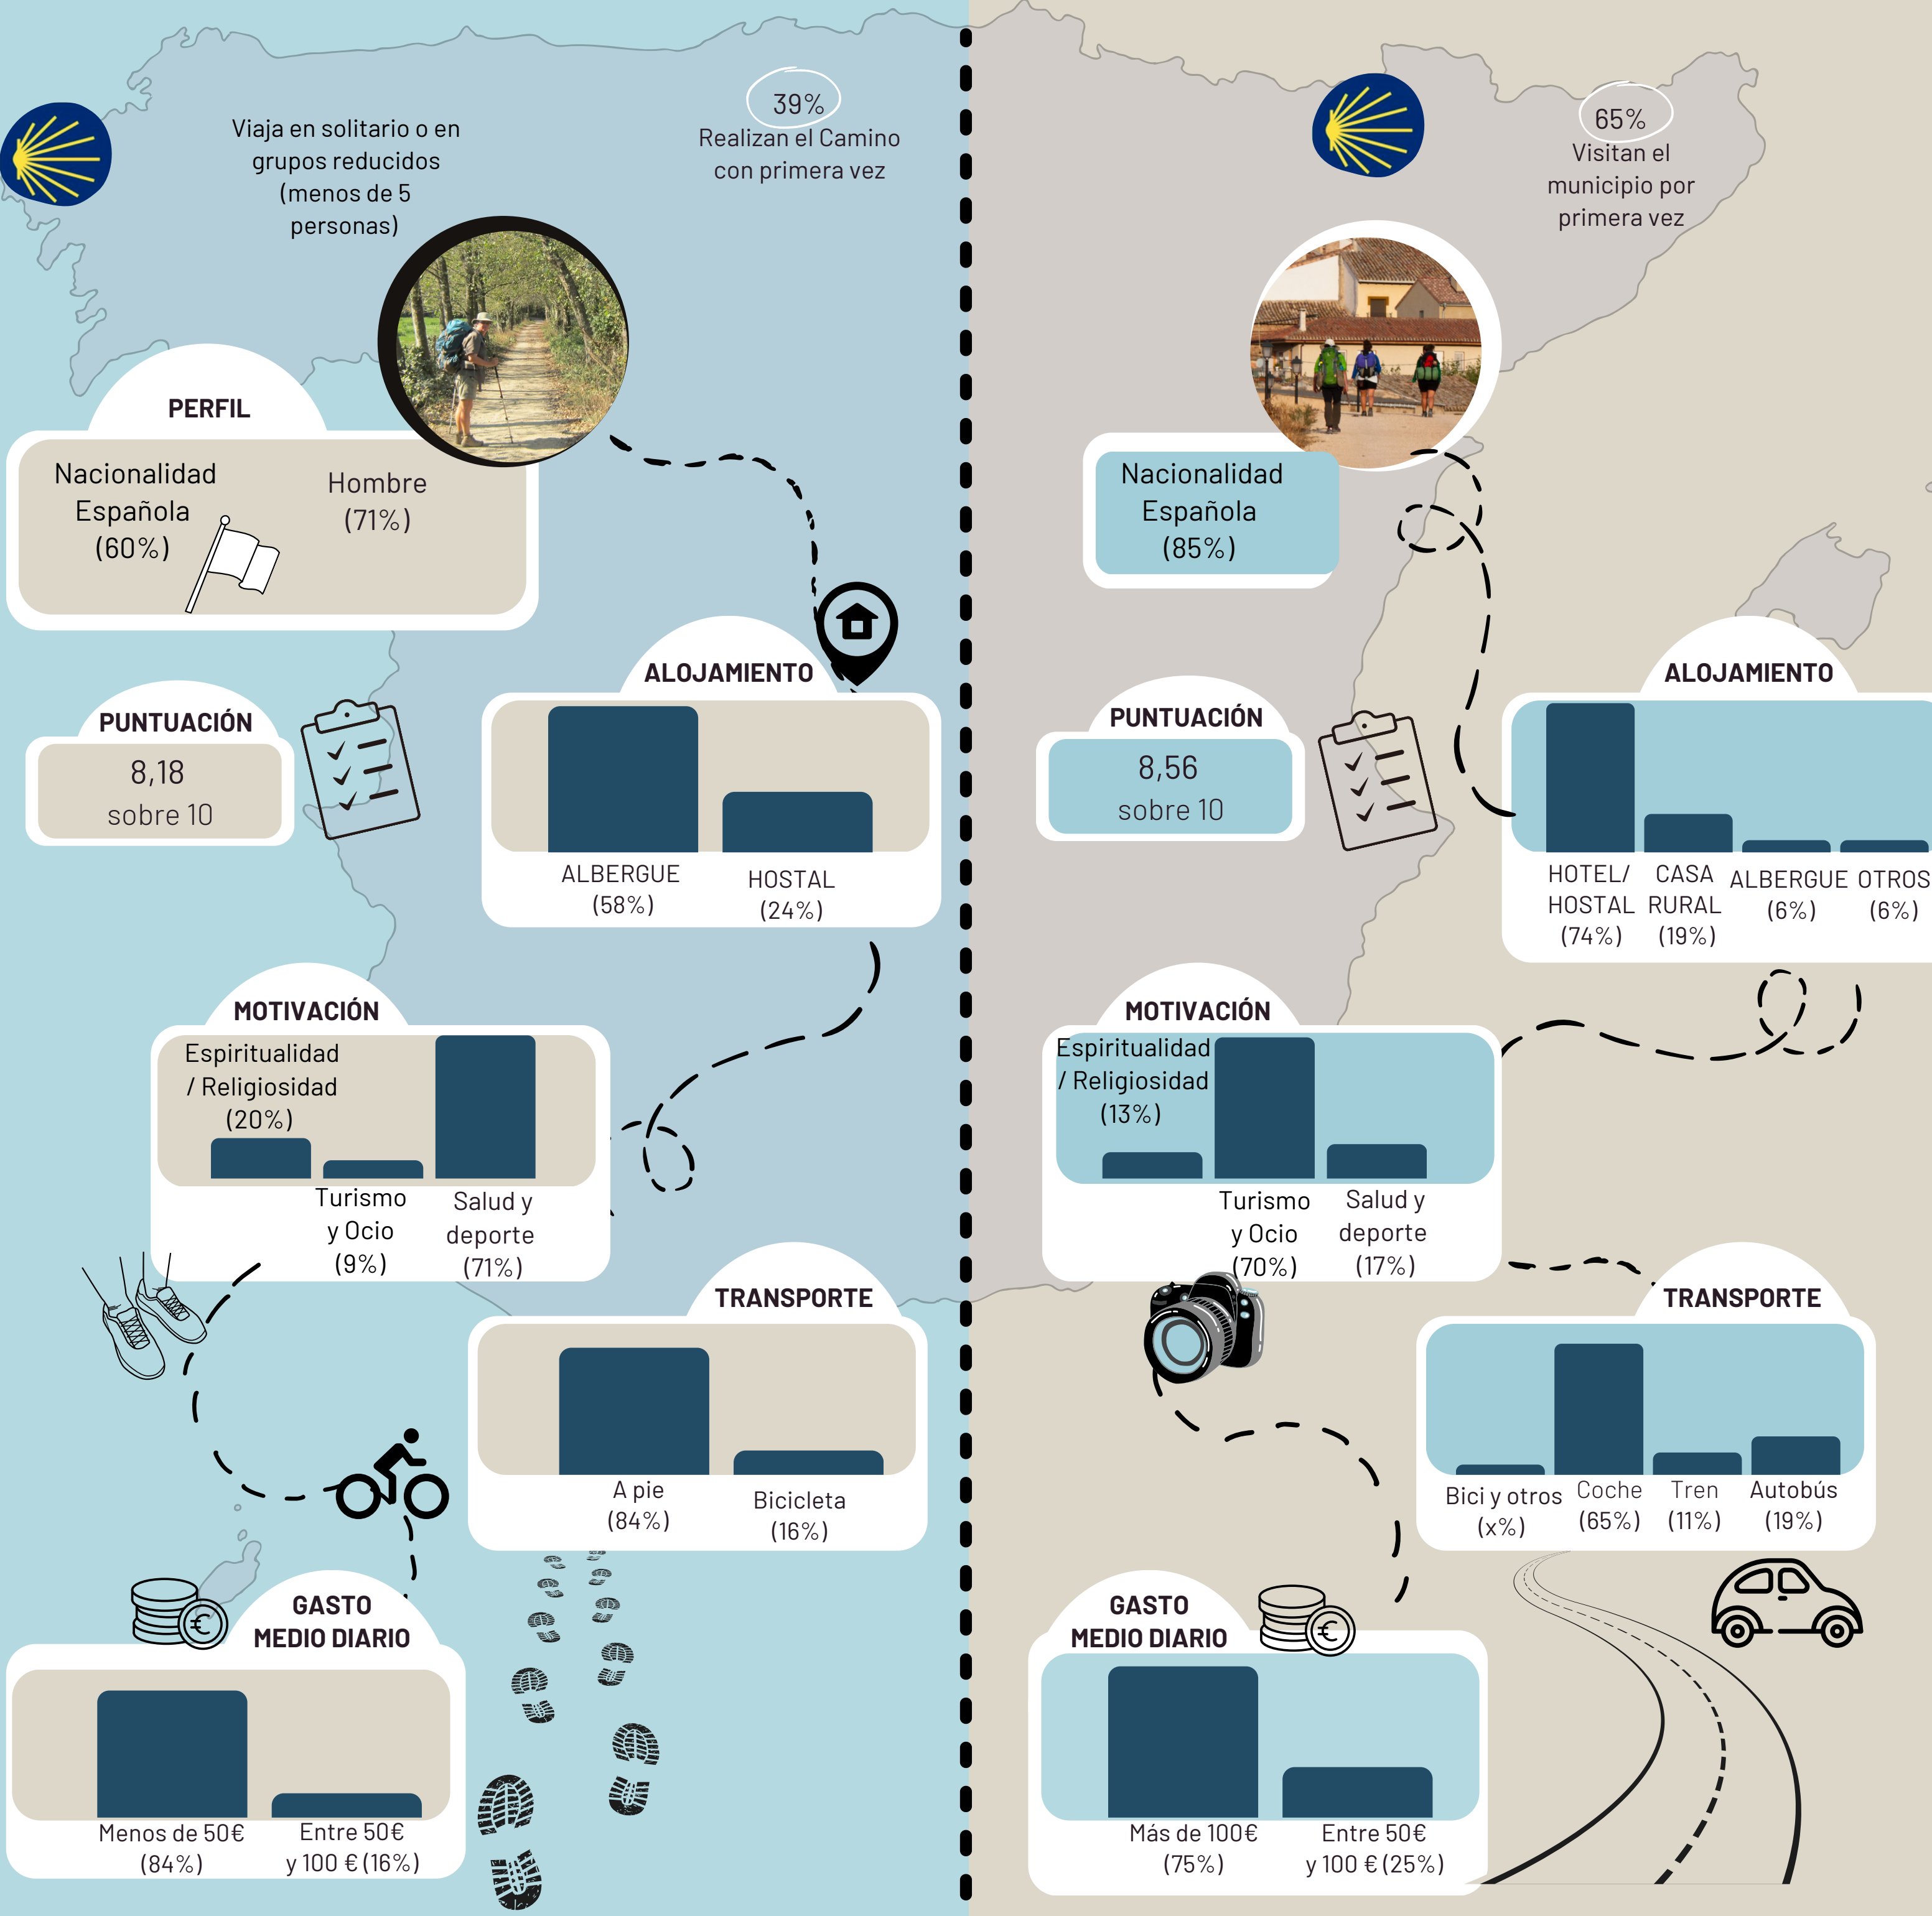 Viaja en solitario o en
grupos reducidos
(menos de 5
personas)
39%
Realizan el Camino
con primera vez
PERFIL
Nacionalidad
Española
(60%)
Hombre
(71%)
PUNTUACIÓN
8,18
sobre 10
ALOJAMIENTO
ALBERGUE
(58%)
HOSTAL
(24%)
MOTIVACIÓN
Espiritualidad
/ Religiosidad
(20%)
Turismo
y Ocio
(9%)
Salud y
deporte
(71%)
TRANSPORTE
A pie
(84%)
Bicicleta
(16%)
GASTO
MEDIO DIARIO
€
Menos de 50€
(84%)
Entre 50€
y 100 € (16%)
65%
Visitan el
municipio por
primera vez
Nacionalidad
Española
(85%)
PUNTUACIÓN
8,56
sobre 10
ALOJAMIENTO
HOTEL/
HOSTAL
(74%)
CASA
RURAL
(19%)
ALBERGUE
(6%)
OTROS
(6%)
MOTIVACIÓN
Espiritualidad
/ Religiosidad
(13%)
Turismo
y Ocio
(70%)
Salud y
deporte
(17%)
TRANSPORTE
Bici y otros
(x%)
Coche
(65%)
Tren
(11%)
Autobús
(19%)
GASTO
MEDIO DIARIO
€
Más de 100€
(75%)
Entre 50€
y 100 € (25%)